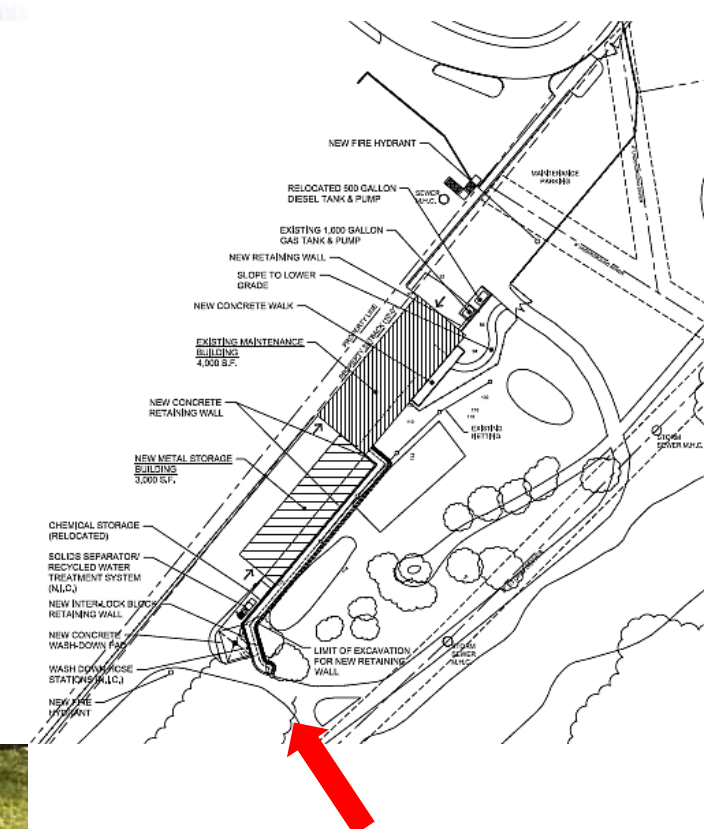 NEW FIRE HYDRANT
MAINTENANCE
PARKING
RELOCATED 500 GALLON
DIESEL TANK & PUMP
SEWER
M.H.C.
EXISTING 1,000 GALLON
GAS TANK & PUMP
NEW RETAINING WALL
SLOPE TO LOWER
GRADE
NEW CONCRETE WALK
PROPERTY LINE
EXISTING MAINTENANCE
BUILDING
4,000 S.F.
NEW CONCRETE
RETAINING WALL
EXISTING
NETTING
STORM
SEWER M.H.C.
NEW METAL STORAGE
BUILDING
3,000 S.F.
CHEMICAL STORAGE
(RELOCATED)
SOLIDS SEPARATOR/
RECYCLED WATER
TREATMENT SYSTEM
(N.I.C.)
NEW INTER-LOCK BLOCK
RETAINING WALL
NEW CONCRETE
WASH-DOWN PAD
LIMIT OF EXCAVATION
FOR NEW RETAINING
WALL
STORM
SEWER
M.H.C.
WASH DOWN HOSE
STATIONS (N.I.C.)
NEW FIRE
HYDRANT